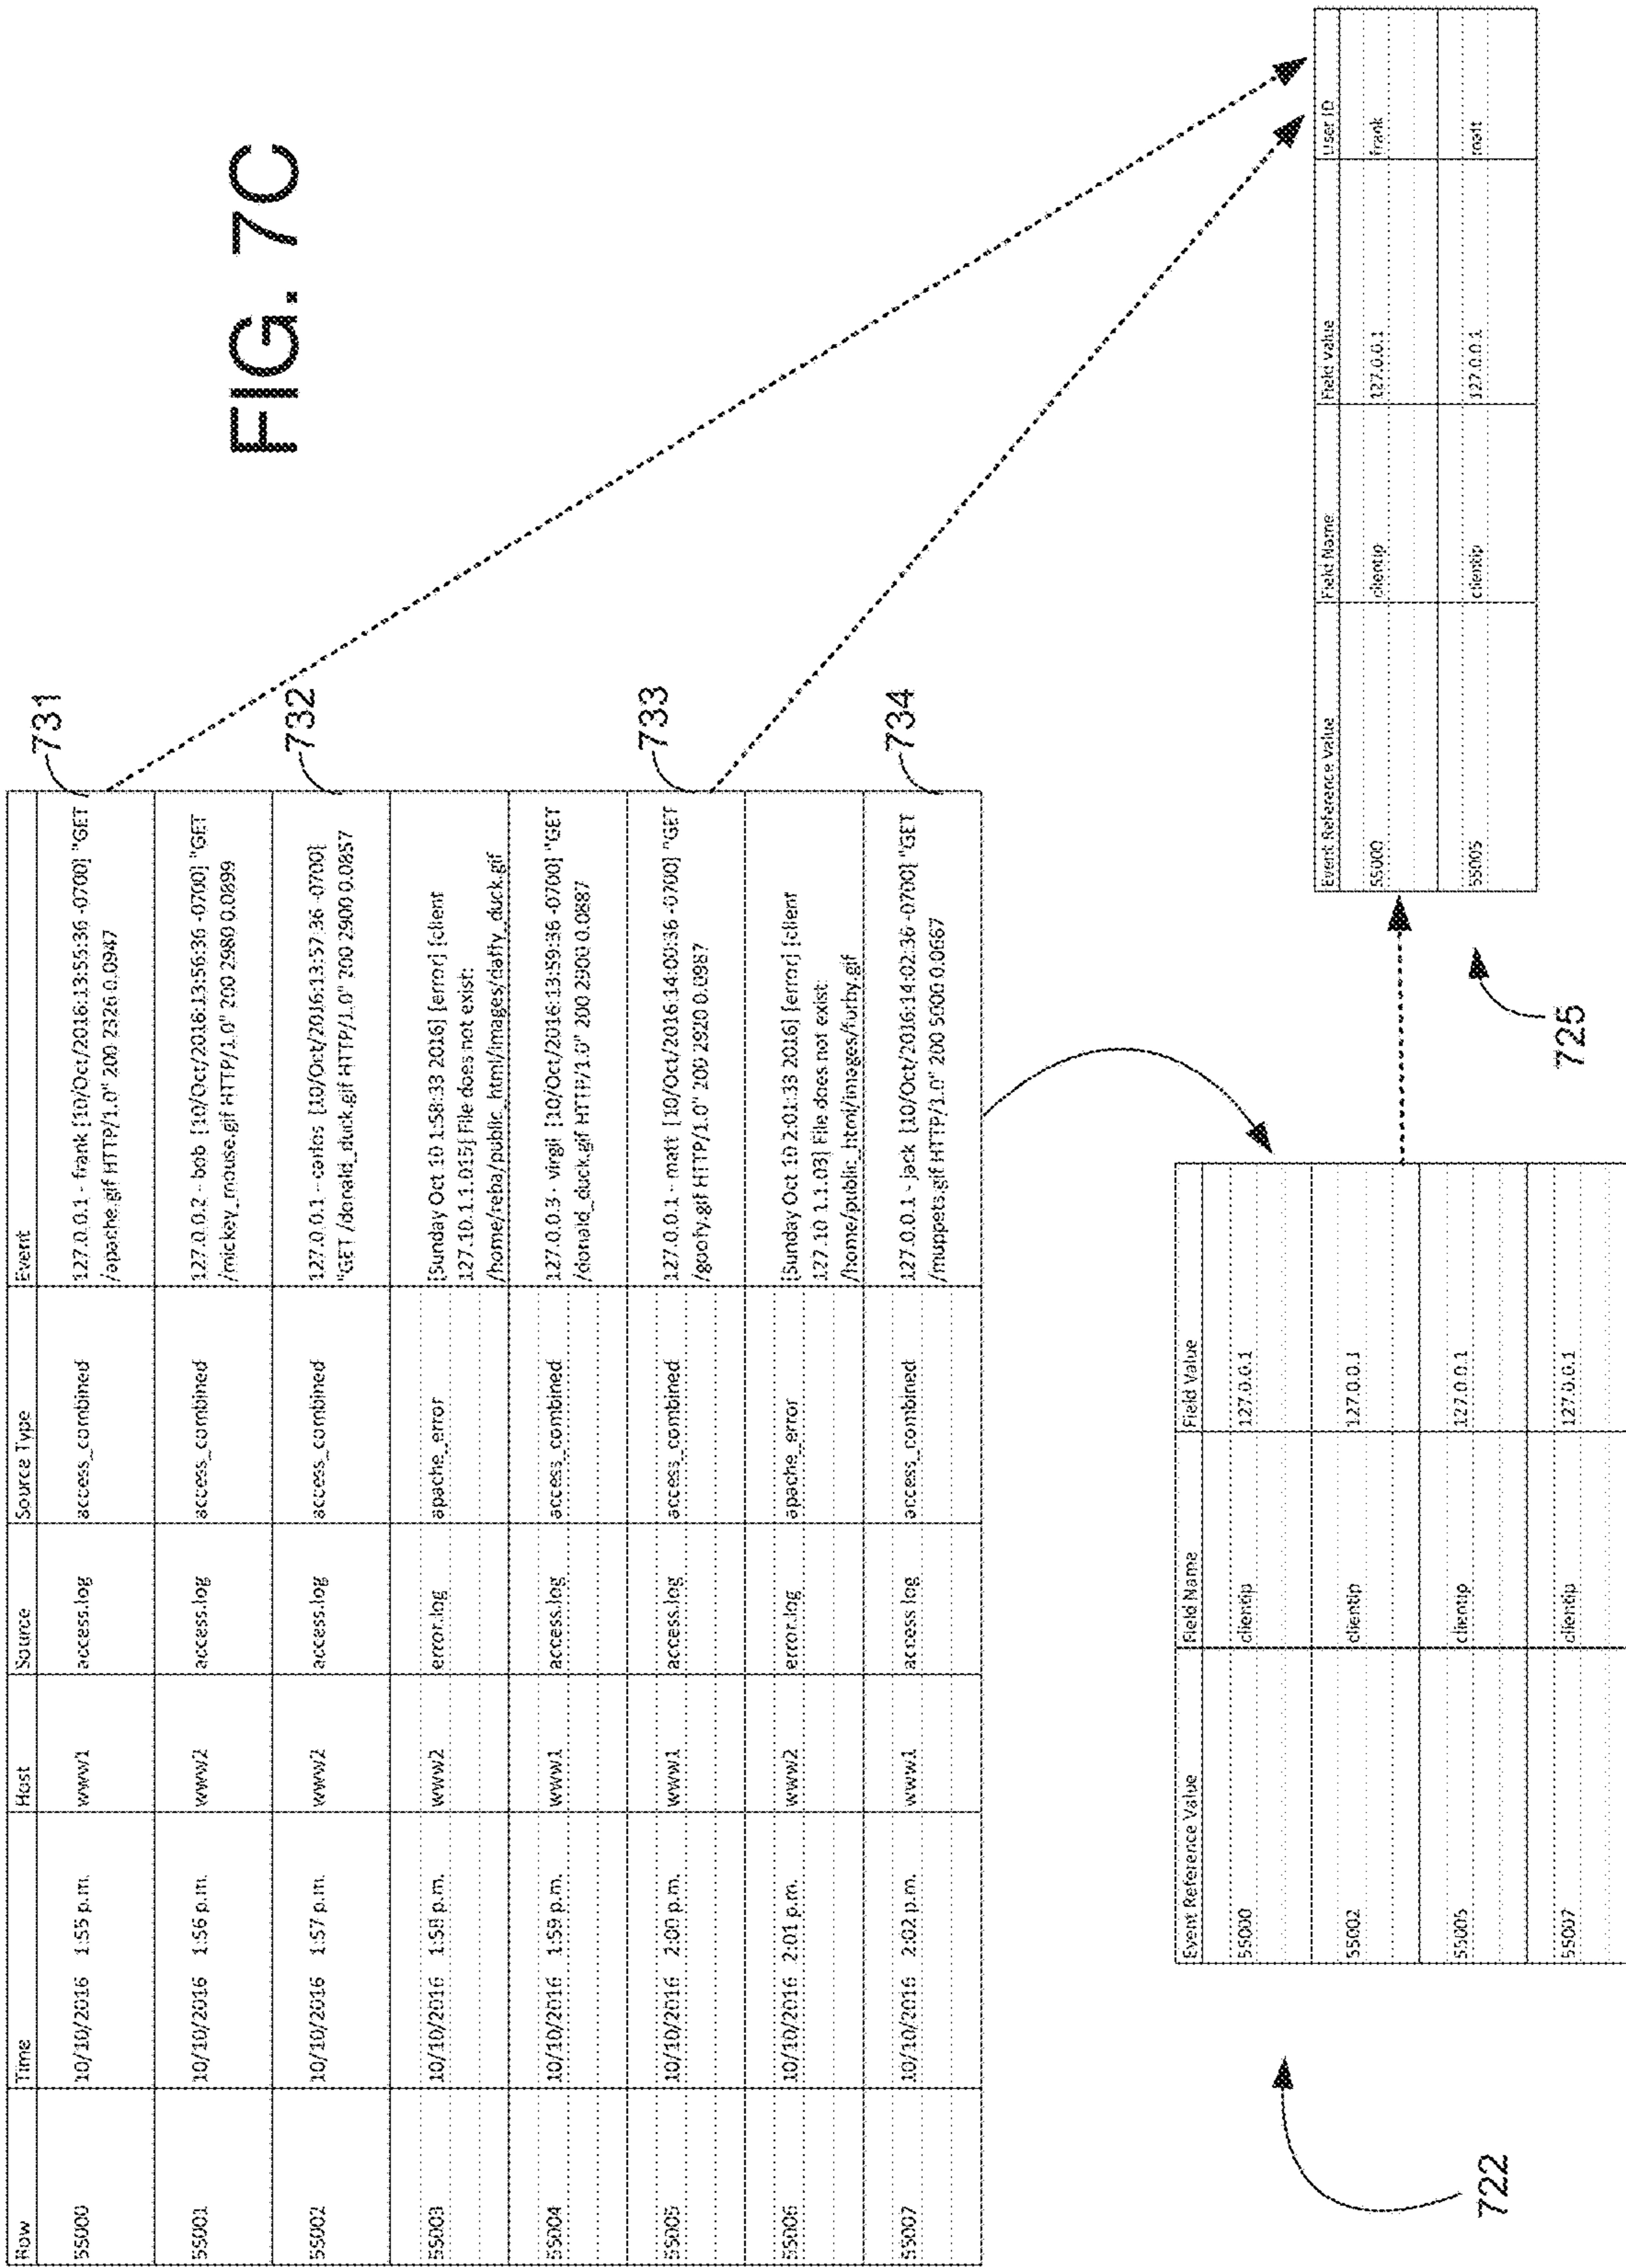 FIG. 7C
Row Time Host Source Source Type Event
55000 10/10/2016 1:55 p.m. www1 access.log access_combined 127.0.0.1 - frank [10/Oct/2016:13:55:36 -0700] "GET
/apache.gif HTTP/1.0" 200 2326 0.0947
731
55001 10/10/2016 1:56 p.m. www2 access.log access_combined 127.0.0.2 - bob [10/Oct/2016:13:56:36 -0700] "GET
/mickey_mouse.gif HTTP/1.0" 200 2980 0.0899
55002 10/10/2016 1:57 p.m. www2 access.log access_combined 127.0.0.1 - carlos [10/Oct/2016:13:57:36 -0700]
"GET /donald_duck.gif HTTP/1.0" 200 2900 0.0857
732
55003 10/10/2016 1:58 p.m. www2 error.log apache_error [Sunday Oct 10 1:58:33 2016] [error] [client
127.10.1.1.015] File does not exist:
/home/reba/public_html/images/daffy_duck.gif
55004 10/10/2016 1:59 p.m. www1 access.log access_combined 127.0.0.3 - virgil [10/Oct/2016:13:59:36 -0700] "GET
/donald_duck.gif HTTP/1.0" 200 2900 0.0887
55005 10/10/2016 2:00 p.m. www1 access.log access_combined 127.0.0.1 - matt [10/Oct/2016:14:00:36 -0700] "GET
/goofy.gif HTTP/1.0" 200 2920 0.0987
733
55006 10/10/2016 2:01 p.m. www2 error.log apache_error [Sunday Oct 10 2:01:33 2016] [error] [client
127.10.1.1.03] File does not exist:
/home/public_html/images/furby.gif
55007 10/10/2016 2:02 p.m. www1 access.log access_combined 127.0.0.1 - jack [10/Oct/2016:14:02:36 -0700] "GET
/muppets.gif HTTP/1.0" 200 5000 0.0667
734
Event Reference Value Field Name Field Value
55000 clientip 127.0.0.1
55002 clientip 127.0.0.1
55005 clientip 127.0.0.1
55007 clientip 127.0.0.1
722
Event Reference Value Field Name Field Value User ID
55000 clientip 127.0.0.1 frank
55005 clientip 127.0.0.1 matt
725